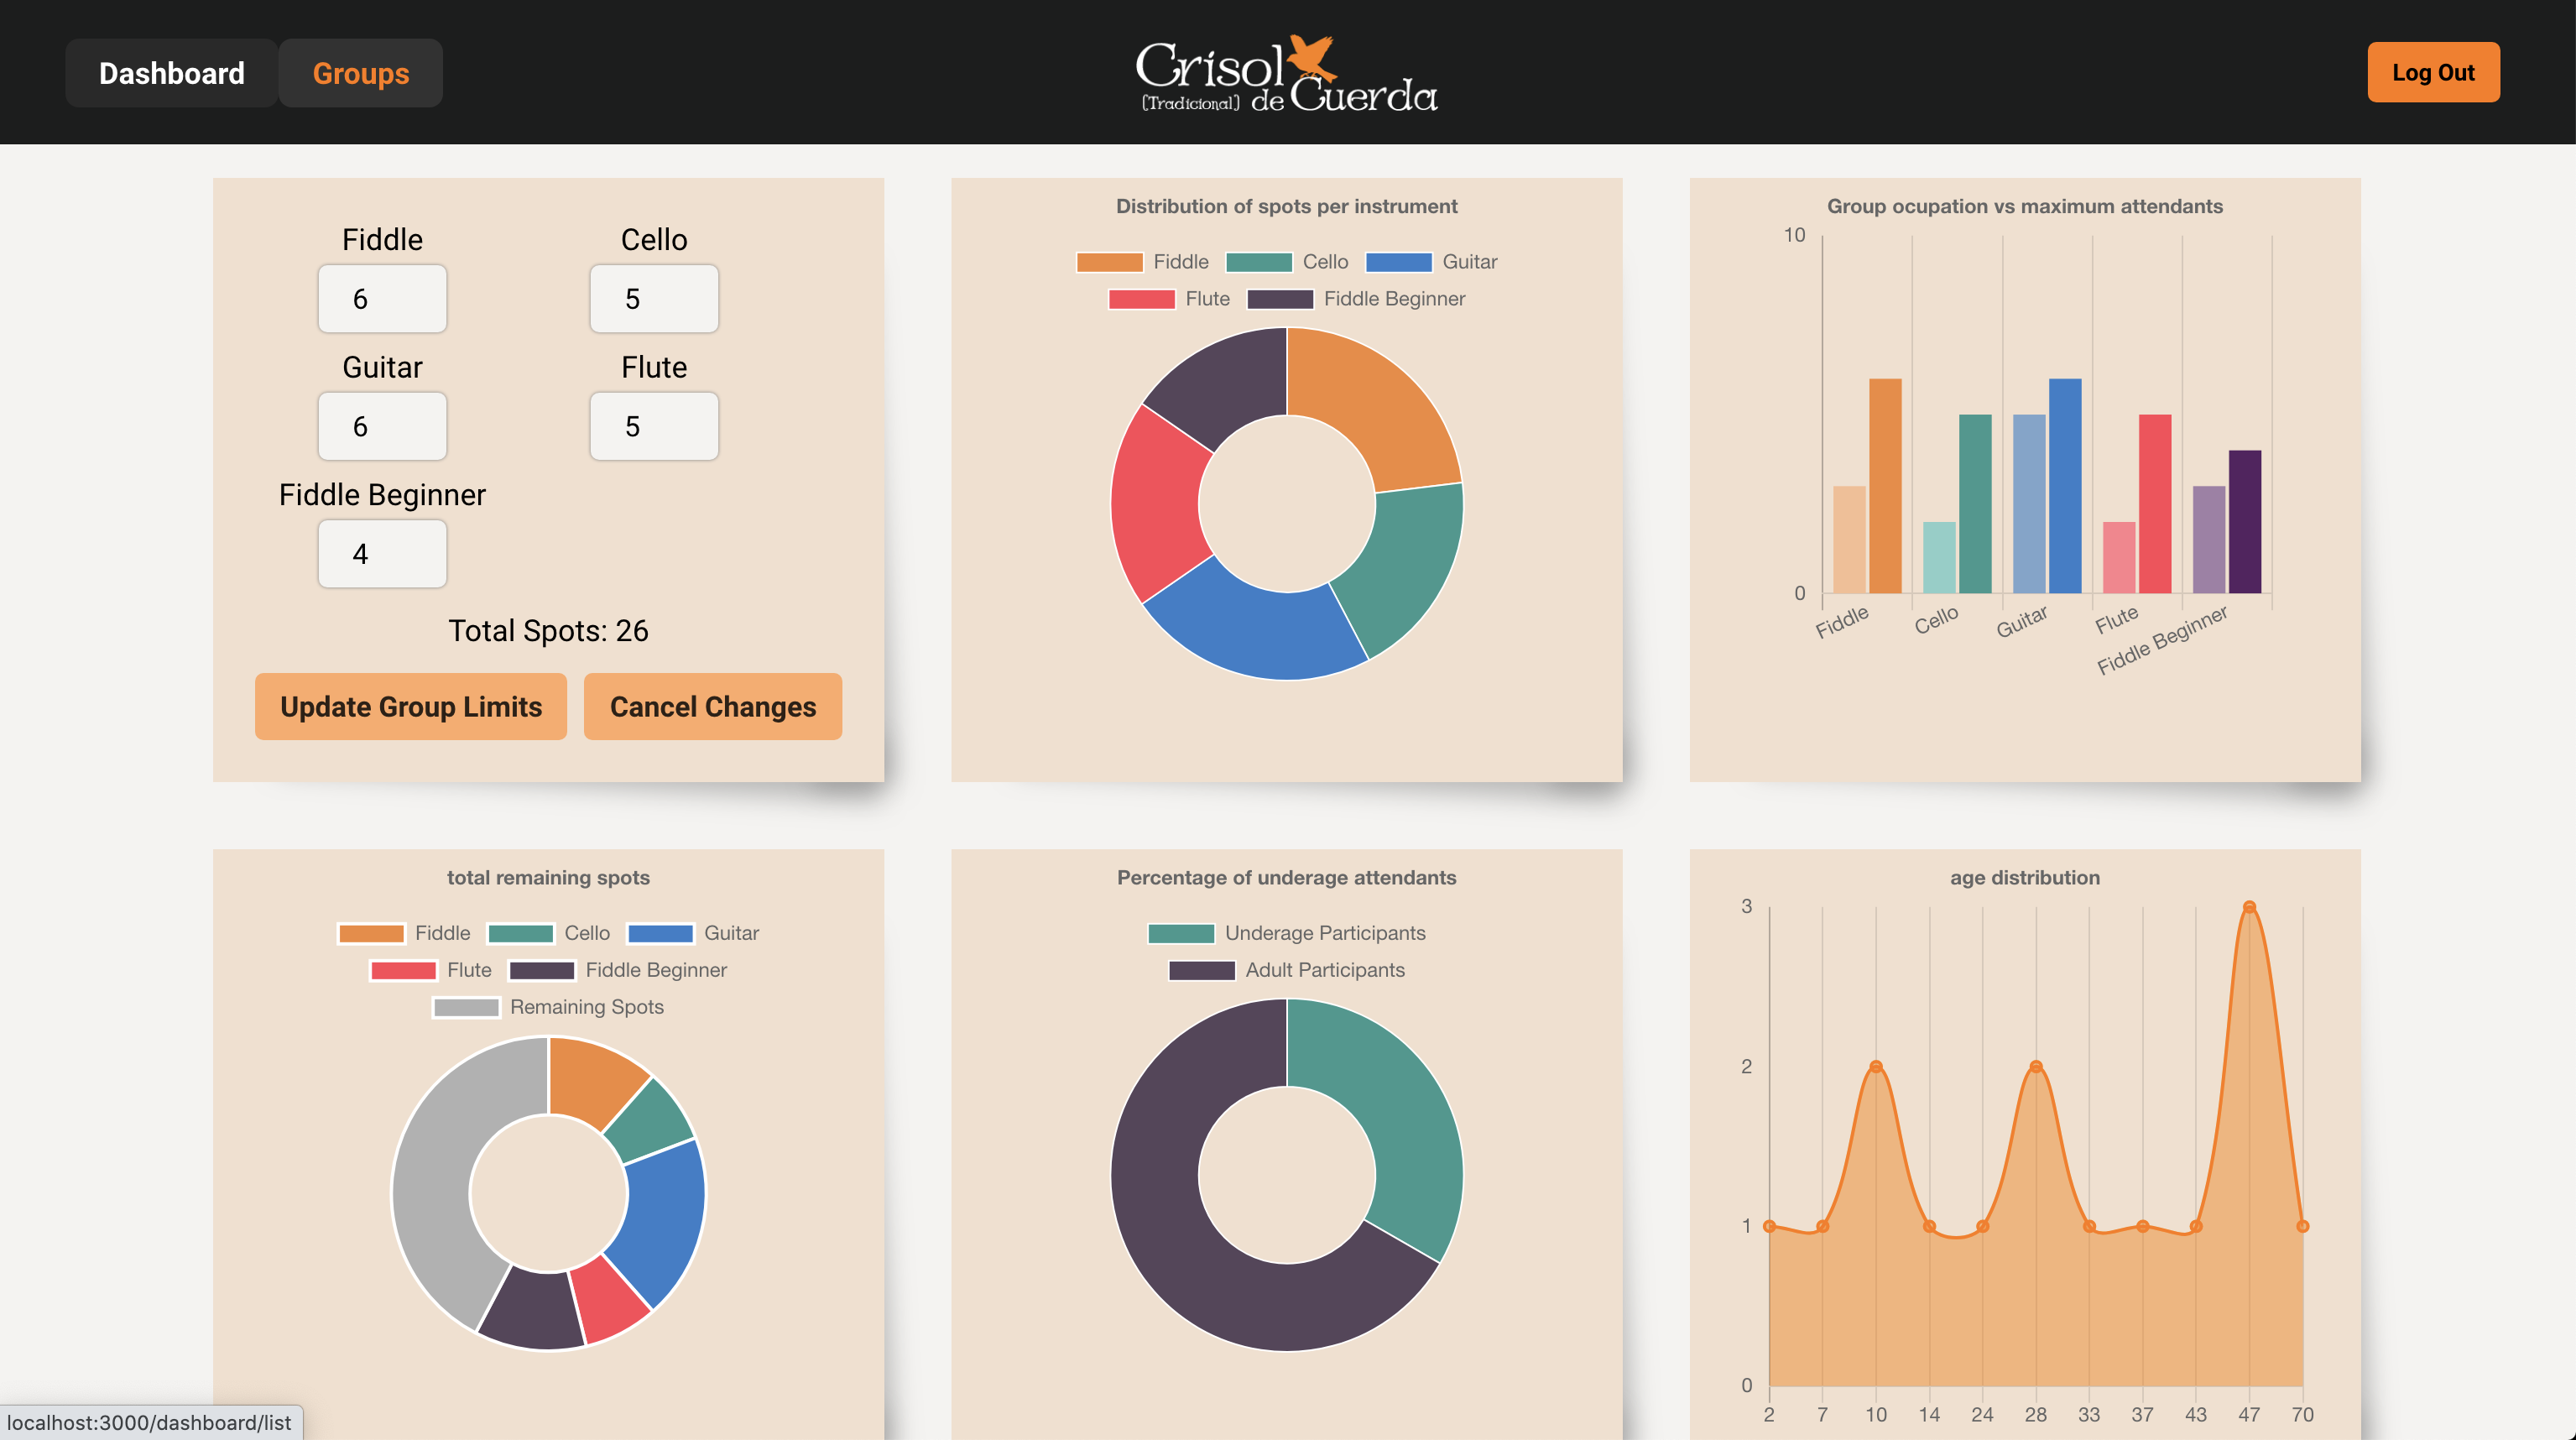 Dashboard
Groups
Crisol
(Tradicional) de Cuerda
Log Out
Fiddle
Cello
6
5
Guitar
Flute
6
5
Fiddle Beginner
4
Total Spots: 26
Update Group Limits
Cancel Changes
Distribution of spots per instrument
Fiddle
Cello
Guitar
Flute
Fiddle Beginner
Group ocupation vs maximum attendants
10
0
Fiddle
Cello
Guitar
Flute
Fiddle Beginner
total remaining spots
Fiddle
Cello
Guitar
Flute
Fiddle Beginner
Remaining Spots
Percentage of underage attendants
Underage Participants
Adult Participants
age distribution
3
2
1
0
2 7 10 14 24 28 33 37 43 47 70
localhost:3000/dashboard/list